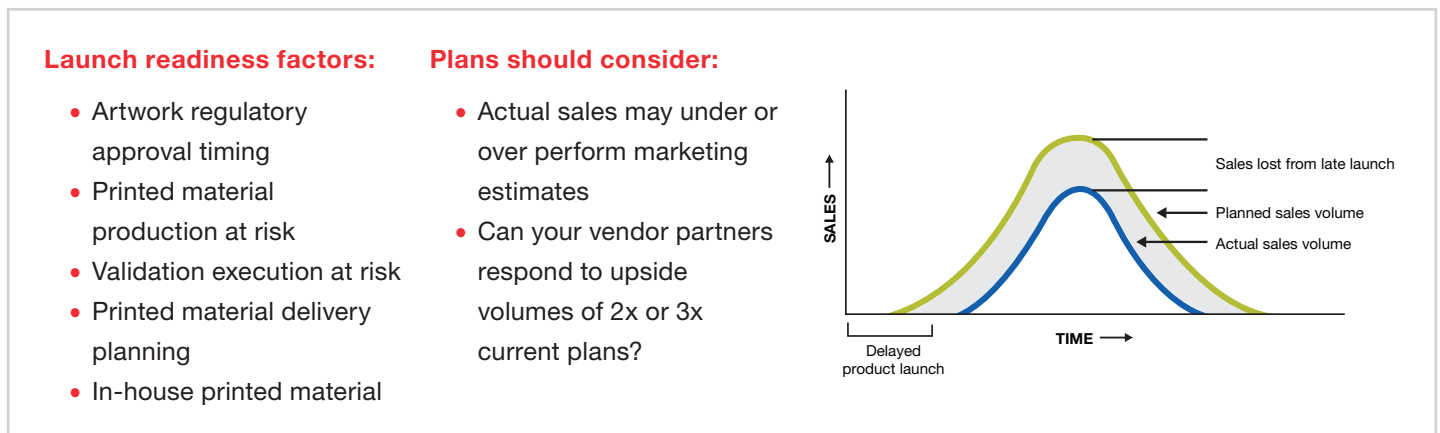 Launch readiness factors:
• Artwork regulatory
approval timing
• Printed material
production at risk
• Validation execution at risk
• Printed material delivery
planning
• In-house printed material
Plans should consider:
• Actual sales may under or
over perform marketing
estimates
• Can your vendor partners
respond to upside
volumes of 2x or 3x
current plans?
SALES
Sales lost from late launch
Planned sales volume
Actual sales volume
TIME
Delayed
product launch